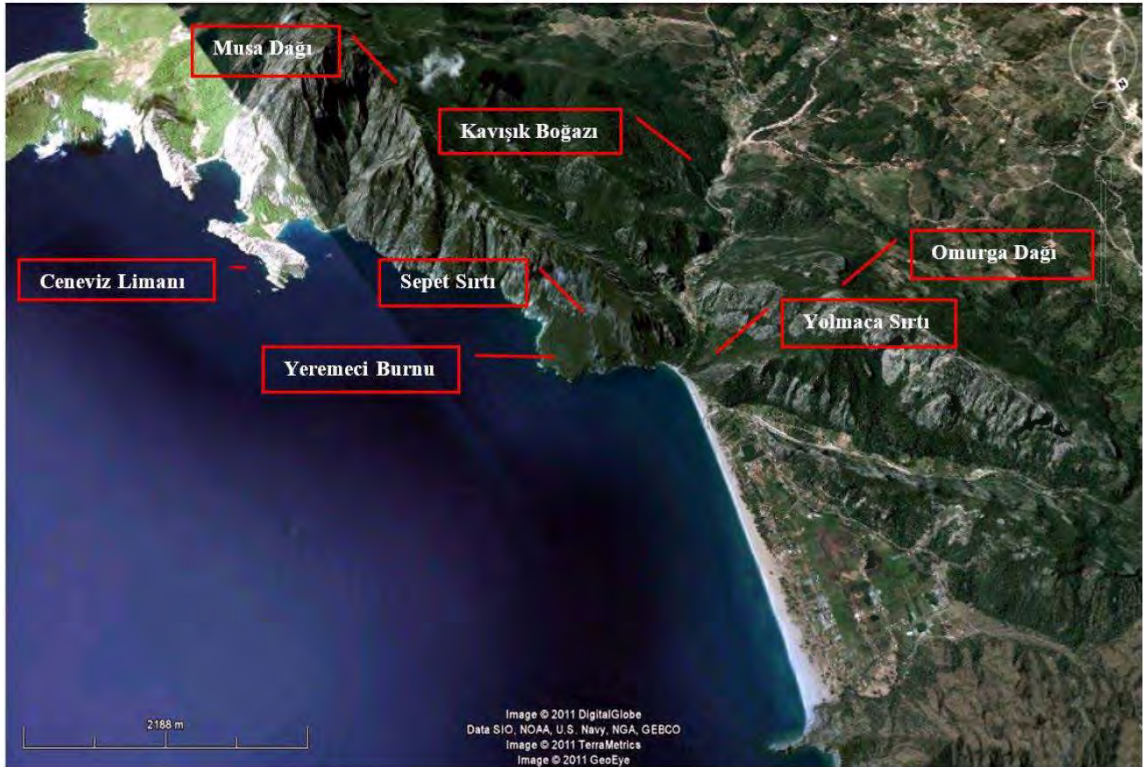 Musa Dağı
Kavışık Boğazı
Omurga Dağı
Ceneviz Limanı
Sepet Sırtı
Yolmaca Sırtı
Yeremeci Burnu
2188 m
Image © 2011 DigitalGlobe
Data SIO, NOAA, U.S. Navy, NGA, GEBCO
Image © 2011 TerraMetrics
Image © 2011 GeoEye